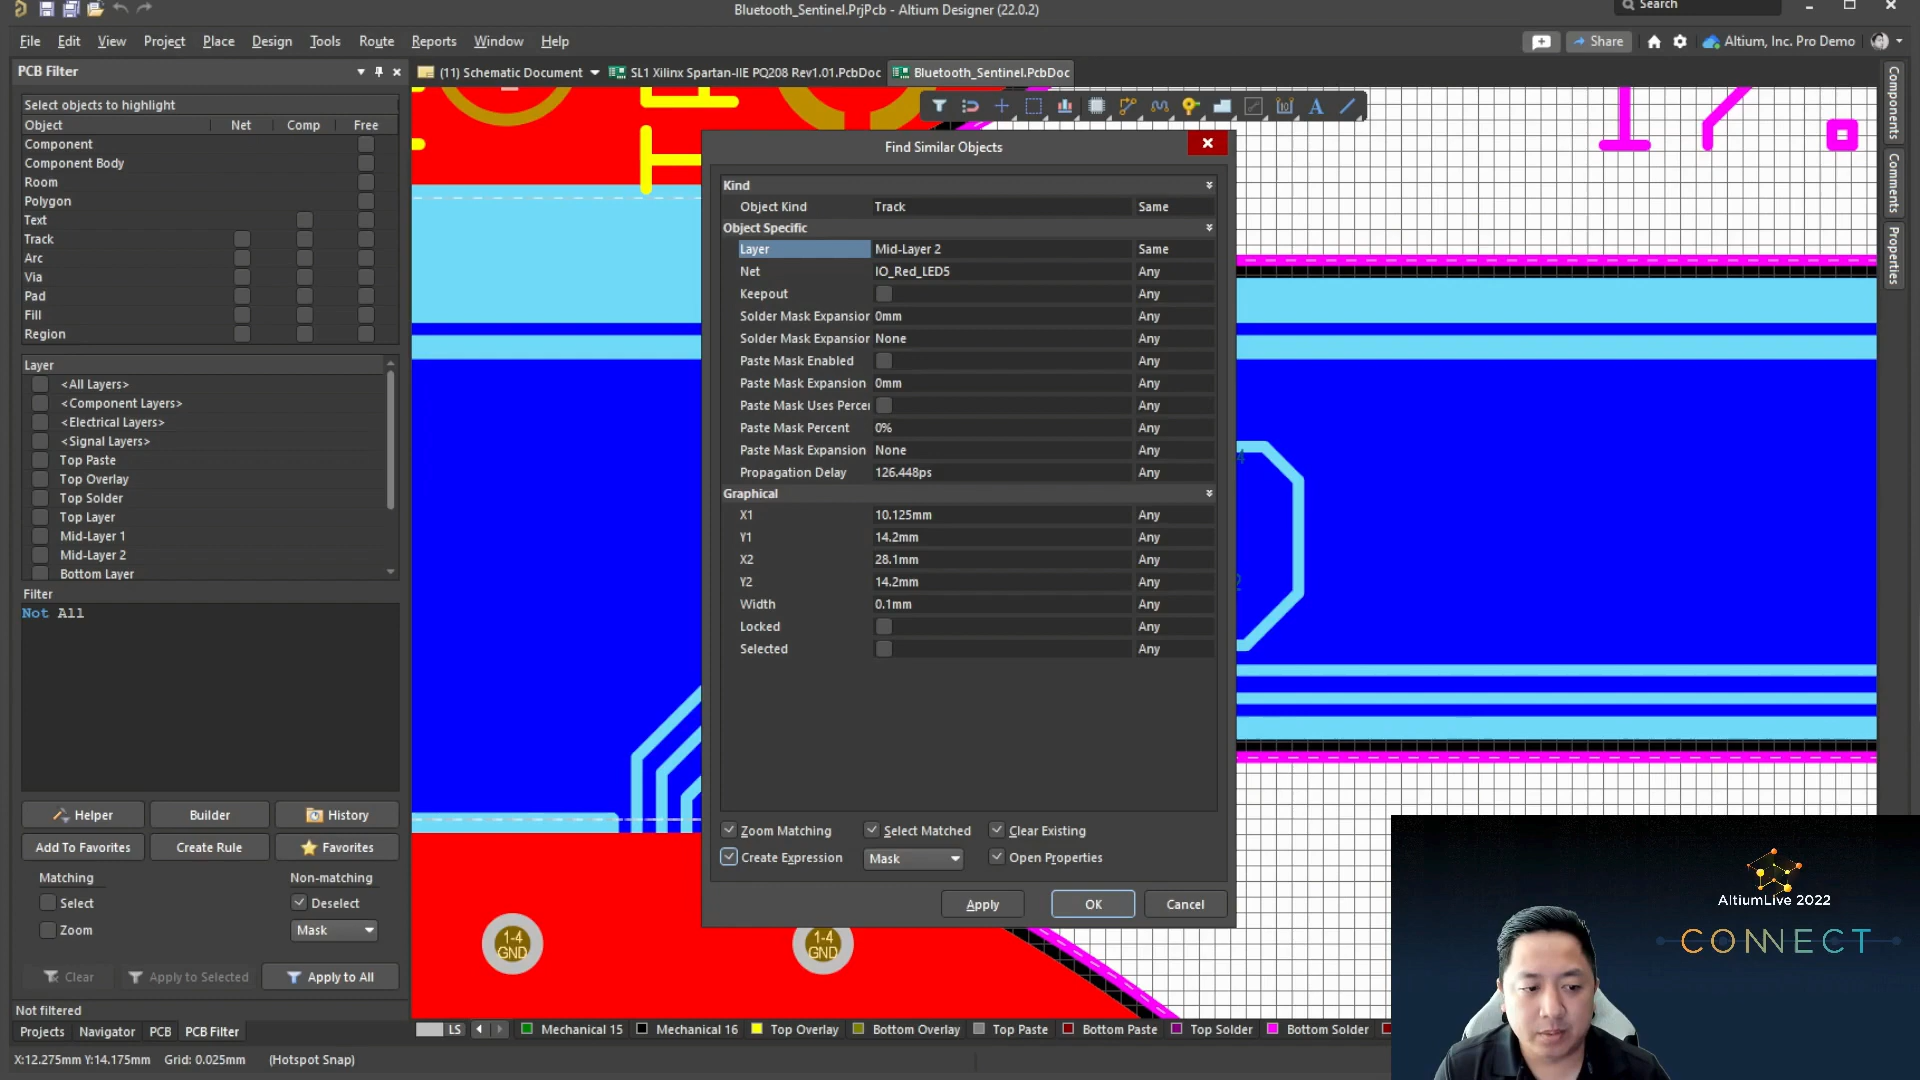 Bluetooth_Sentinel.PrjPcb - Altium Designer (22.0.2)
Search
File Edit View Project Place Design Tools Route Reports Window Help
Share
Altium, Inc. Pro Demo
PCB Filter
(11) Schematic Document
SL1 Xilinx Spartan-IIE PQ208 Rev1.01.PcbDoc
Bluetooth_Sentinel.PcbDoc
Select objects to highlight
Object Net Comp Free
Component
Component Body
Room
Polygon
Text
Track
Arc
Via
Pad
Fill
Region
Layer
<All Layers>
<Component Layers>
<Electrical Layers>
<Signal Layers>
Top Paste
Top Overlay
Top Solder
Top Layer
Mid-Layer 1
Mid-Layer 2
Bottom Layer
Filter
Not All
Helper Builder History
Add To Favorites Create Rule Favorites
Matching Non-matching
Select Deselect
Zoom Mask
Clear Apply to Selected Apply to All
Not filtered
Projects Navigator PCB PCB Filter
X:12.275mm Y:14.175mm Grid: 0.025mm (Hotspot Snap)
Find Similar Objects
Kind
Object Kind Track Same
Object Specific
Layer Mid-Layer 2 Same
Net IO_Red_LED5 Any
Keepout Any
Solder Mask Expansior 0mm Any
Solder Mask Expansior None Any
Paste Mask Enabled Any
Paste Mask Expansion 0mm Any
Paste Mask Uses Percer Any
Paste Mask Percent 0% Any
Paste Mask Expansion None Any
Propagation Delay 126.448ps Any
Graphical
X1 10.125mm Any
Y1 14.2mm Any
X2 28.1mm Any
Y2 14.2mm Any
Width 0.1mm Any
Locked Any
Selected Any
Zoom Matching Select Matched Clear Existing
Create Expression Mask Open Properties
Apply OK Cancel
1-4
GND
1-4
GND
4
2
Components
Comments
Properties
LS Mechanical 15 Mechanical 16 Top Overlay Bottom Overlay Top Paste Bottom Paste Top Solder Bottom Solder
AltiumLive 2022
CONNECT